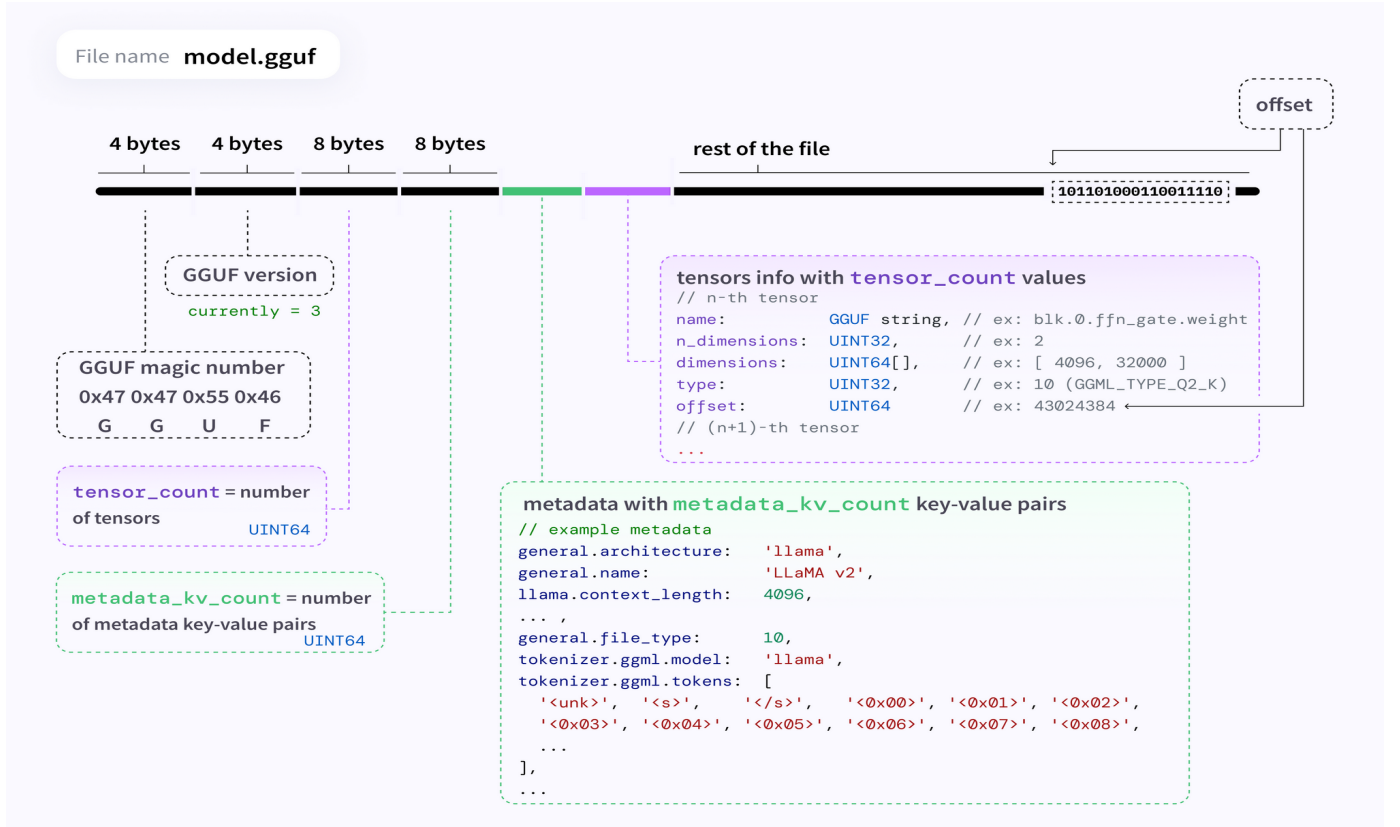 File name model.gguf
offset
4 bytes 4 bytes 8 bytes 8 bytes rest of the file
101101000110011110
GGUF version
currently = 3
GGUF magic number
0x47 0x47 0x55 0x46
G G U F
tensor_count = number
of tensors
UINT64
metadata_kv_count = number
of metadata key-value pairs
UINT64
tensors info with tensor_count values
// n-th tensor
name: GGUF string, // ex: blk.0.ffn_gate.weight
n_dimensions: UINT32, // ex: 2
dimensions: UINT64[], // ex: [ 4096, 32000 ]
type: UINT32, // ex: 10 (GGML_TYPE_Q2_K)
offset: UINT64 // ex: 43024384
// (n+1)-th tensor
...
metadata with metadata_kv_count key-value pairs
// example metadata
general.architecture: 'llama',
general.name: 'LLaMA v2',
llama.context_length: 4096,
... ,
general.file_type: 10,
tokenizer.ggml.model: 'llama',
tokenizer.ggml.tokens: [
'<unk>', '<s>', '</s>', '<0x00>', '<0x01>', '<0x02>',
'<0x03>', '<0x04>', '<0x05>', '<0x06>', '<0x07>', '<0x08>',
...
],
...